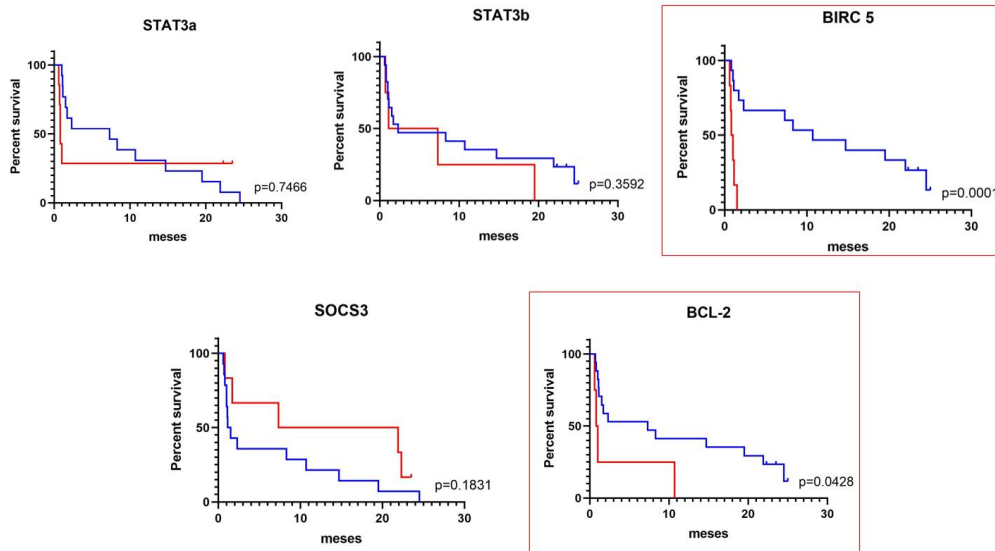 STAT3a
Percent survival
100
50
0
0 10 20 30
meses
p=0.7466
STAT3b
Percent survival
100
50
0
0 10 20 30
meses
p=0.3592
BIRC 5
Percent survival
100
50
0
0 10 20 30
meses
p=0.0001
SOCS3
Percent survival
100
50
0
0 10 20 30
meses
p=0.1831
BCL-2
Percent survival
100
50
0
0 10 20 30
meses
p=0.0428